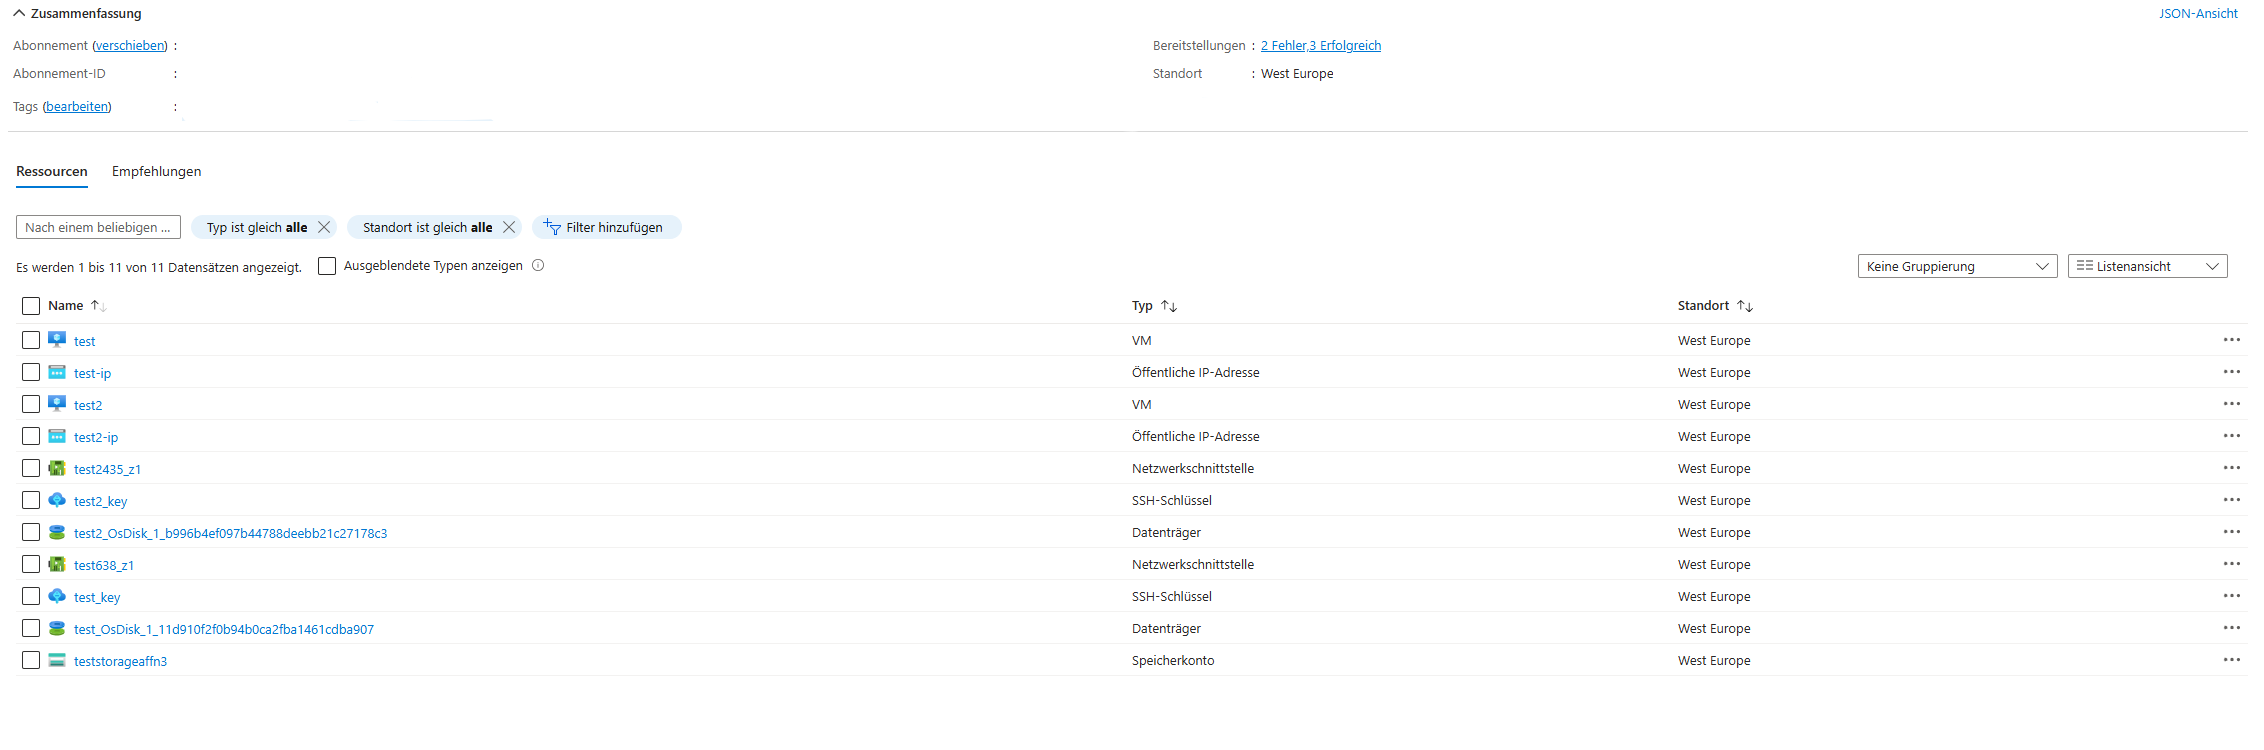 Zusammenfassung JSON-Ansicht
Abonnement (verschieben) : Bereitstellungen : 2 Fehler,3 Erfolgreich
Abonnement-ID : Standort : West Europe
Tags (bearbeiten) :
Ressourcen Empfehlungen
Nach einem beliebigen ... Typ ist gleich alle Standort ist gleich alle Filter hinzufügen
Es werden 1 bis 11 von 11 Datensätzen angezeigt. Ausgeblendete Typen anzeigen Keine Gruppierung Listenansicht
Name Typ Standort
test VM West Europe
test-ip Öffentliche IP-Adresse West Europe
test2 VM West Europe
test2-ip Öffentliche IP-Adresse West Europe
test2435_z1 Netzwerkschnittstelle West Europe
test2_key SSH-Schlüssel West Europe
test2_OsDisk_1_b996b4ef097b44788deebb21c27178c3 Datenträger West Europe
test638_z1 Netzwerkschnittstelle West Europe
test_key SSH-Schlüssel West Europe
test_OsDisk_1_11d910f2f0b94b0ca2fba1461cdba907 Datenträger West Europe
teststorageaffn3 Speicherkonto West Europe